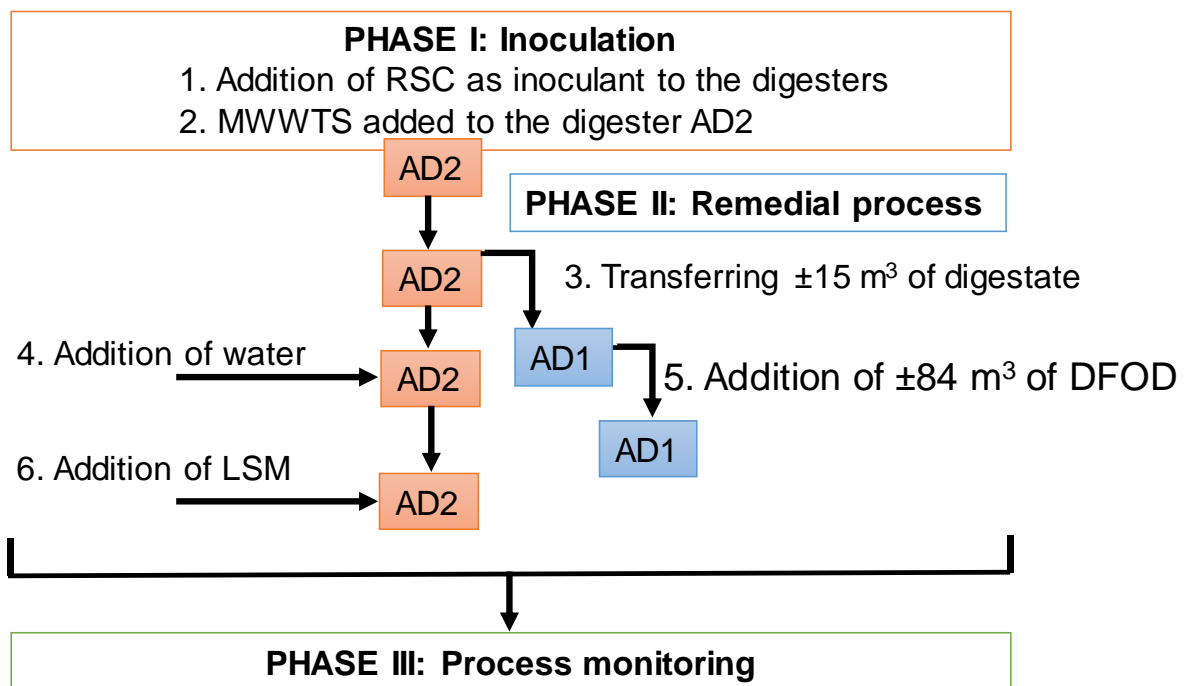 PHASE I: Inoculation
1. Addition of RSC as inoculant to the digesters
2. MWWTS added to the digester AD2
AD2
PHASE II: Remedial process
AD2
3. Transferring ±15 m³ of digestate
4. Addition of water
AD2
AD1
5. Addition of ±84 m³ of DFOD
AD1
6. Addition of LSM
AD2
PHASE III: Process monitoring